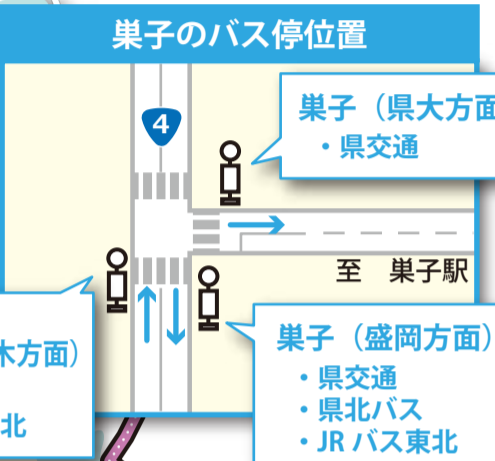 巣子のバス停位置
4
巣子（県大方面
・県交通
至 巣子駅
木方面）
北
巣子（盛岡方面）
・県交通
・県北バス
・JRバス東北